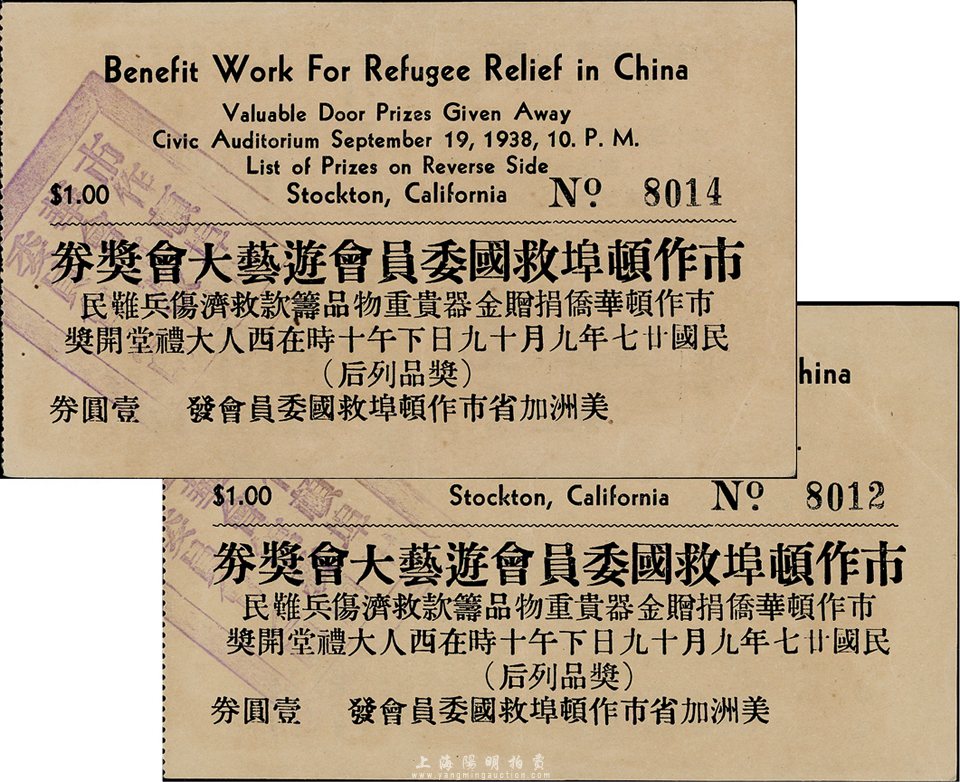 Benefit Work For Refugee Relief in China
Valuable Door Prizes Given Away
Civic Auditorium September 19, 1938, 10. P. M.
List of Prizes on Reverse Side
$1.00 Stockton, California Nº. 8014
市作頓埠救國委員會遊藝大會獎券
市作頓華僑捐贈金器貴重物品籌款救濟傷兵難民
民國廿七年九月十九日下午十時在西人大禮堂開獎
(獎品列后)
美洲加省市作頓埠救國委員會發 壹圓券
hina
$1.00 Stockton, California Nº. 8012
市作頓埠救國委員會遊藝大會獎券
市作頓華僑捐贈金器貴重物品籌款救濟傷兵難民
民國廿七年九月十九日下午十時在西人大禮堂開獎
(獎品列后)
美洲加省市作頓埠救國委員會發 壹圓券
上海陽明拍賣
www.yangmingauction.com